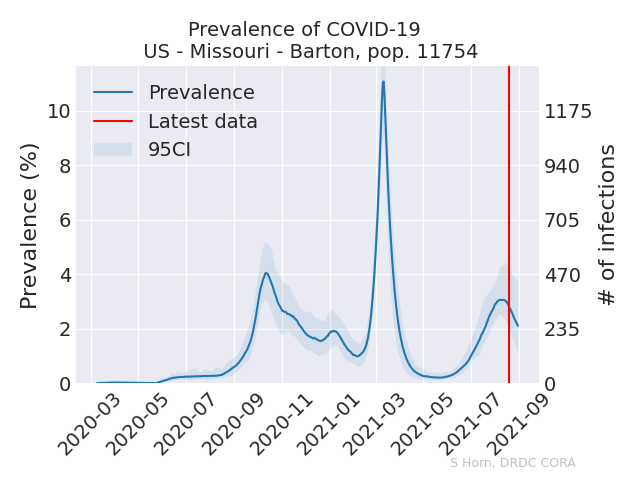 Prevalence of COVID-19
US - Missouri - Barton, pop. 11754
Prevalence
Latest data
95CI
Prevalence (%)
10
8
6
4
2
0
1175
940
705
470
235
0
# of infections
2020-03
2020-05
2020-07
2020-09
2020-11
2021-01
2021-03
2021-05
2021-07
2021-09
S Horn, DRDC CORA